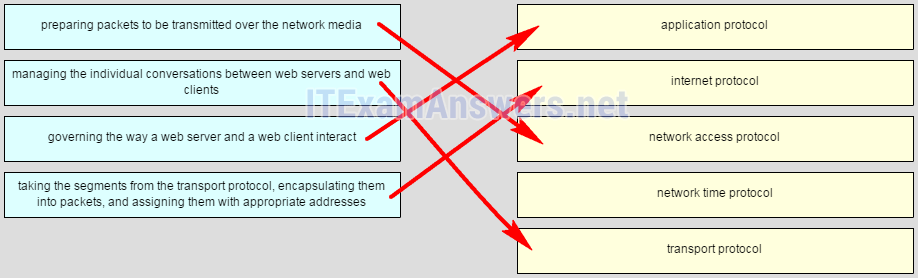 preparing packets to be transmitted over the network media
application protocol
managing the individual conversations between web servers and web
clients
internet protocol
ITExamAnswers.net
governing the way a web server and a web client interact
network access protocol
taking the segments from the transport protocol, encapsulating them
into packets, and assigning them with appropriate addresses
network time protocol
transport protocol